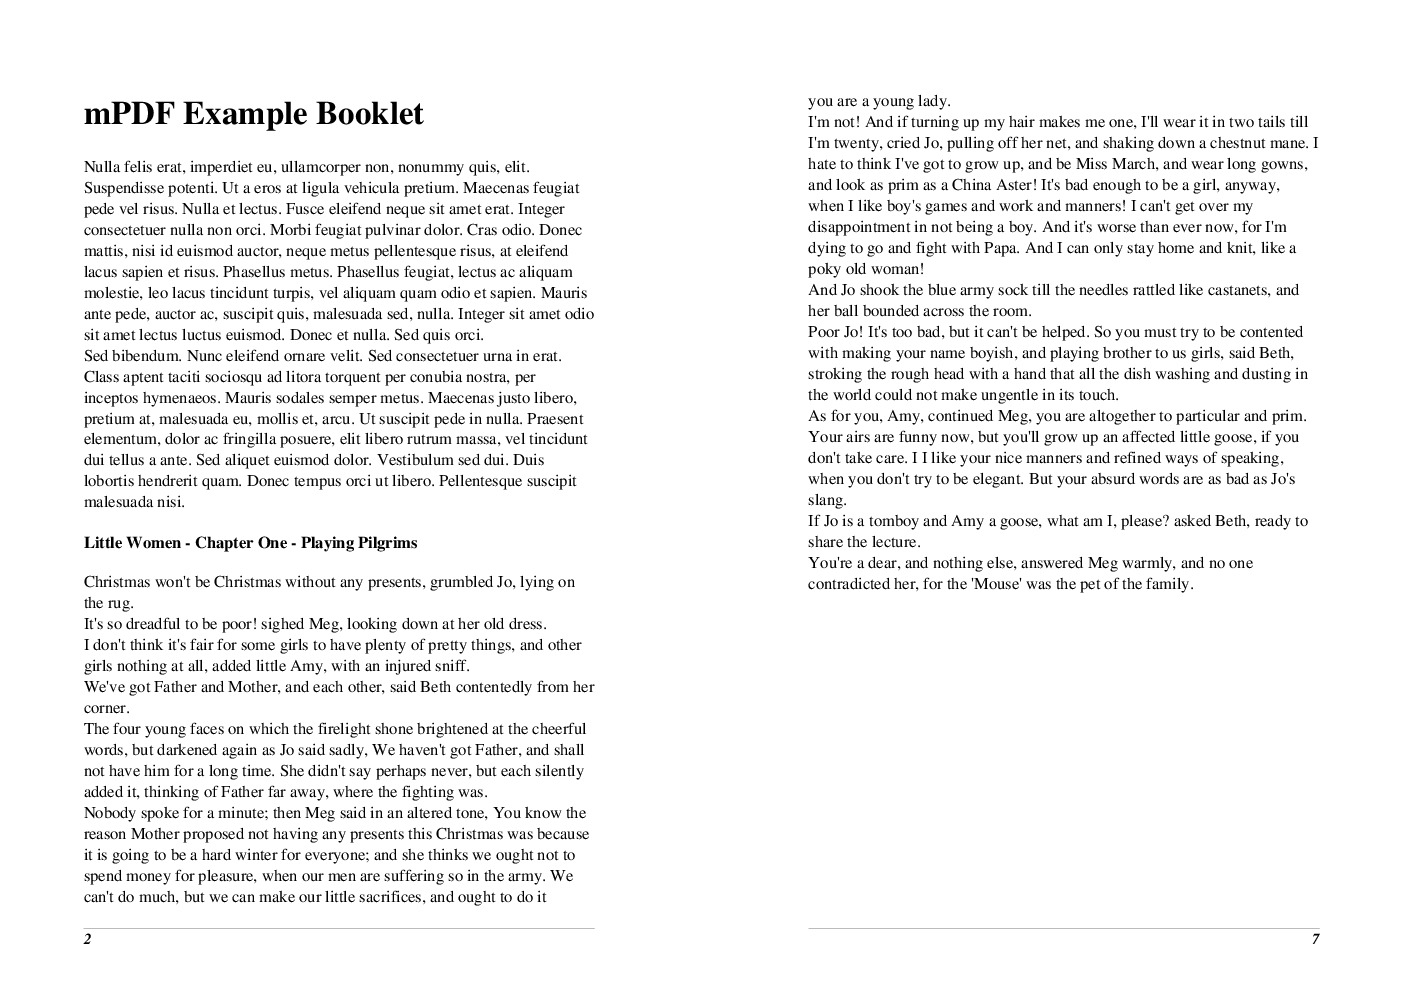 mPDF Example Booklet
Nulla felis erat, imperdiet eu, ullamcorper non, nonummy quis, elit.
Suspendisse potenti. Ut a eros at ligula vehicula pretium. Maecenas feugiat
pede vel risus. Nulla et lectus. Fusce eleifend neque sit amet erat. Integer
consectetuer nulla non orci. Morbi feugiat pulvinar dolor. Cras odio. Donec
mattis, nisi id euismod auctor, neque metus pellentesque risus, at eleifend
lacus sapien et risus. Phasellus metus. Phasellus feugiat, lectus ac aliquam
molestie, leo lacus tincidunt turpis, vel aliquam quam odio et sapien. Mauris
ante pede, auctor ac, suscipit quis, malesuada sed, nulla. Integer sit amet odio
sit amet lectus luctus euismod. Donec et nulla. Sed quis orci.
Sed bibendum. Nunc eleifend ornare velit. Sed consectetuer urna in erat.
Class aptent taciti sociosqu ad litora torquent per conubia nostra, per
inceptos hymenaeos. Mauris sodales semper metus. Maecenas justo libero,
pretium at, malesuada eu, mollis et, arcu. Ut suscipit pede in nulla. Praesent
elementum, dolor ac fringilla posuere, elit libero rutrum massa, vel tincidunt
dui tellus a ante. Sed aliquet euismod dolor. Vestibulum sed dui. Duis
lobortis hendrerit quam. Donec tempus orci ut libero. Pellentesque suscipit
malesuada nisi.
Little Women - Chapter One - Playing Pilgrims
Christmas won't be Christmas without any presents, grumbled Jo, lying on
the rug.
It's so dreadful to be poor! sighed Meg, looking down at her old dress.
I don't think it's fair for some girls to have plenty of pretty things, and other
girls nothing at all, added little Amy, with an injured sniff.
We've got Father and Mother, and each other, said Beth contentedly from her
corner.
The four young faces on which the firelight shone brightened at the cheerful
words, but darkened again as Jo said sadly, We haven't got Father, and shall
not have him for a long time. She didn't say perhaps never, but each silently
added it, thinking of Father far away, where the fighting was.
Nobody spoke for a minute; then Meg said in an altered tone, You know the
reason Mother proposed not having any presents this Christmas was because
it is going to be a hard winter for everyone; and she thinks we ought not to
spend money for pleasure, when our men are suffering so in the army. We
can't do much, but we can make our little sacrifices, and ought to do it
2
you are a young lady.
I'm not! And if turning up my hair makes me one, I'll wear it in two tails till
I'm twenty, cried Jo, pulling off her net, and shaking down a chestnut mane. I
hate to think I've got to grow up, and be Miss March, and wear long gowns,
and look as prim as a China Aster! It's bad enough to be a girl, anyway,
when I like boy's games and work and manners! I can't get over my
disappointment in not being a boy. And it's worse than ever now, for I'm
dying to go and fight with Papa. And I can only stay home and knit, like a
poky old woman!
And Jo shook the blue army sock till the needles rattled like castanets, and
her ball bounded across the room.
Poor Jo! It's too bad, but it can't be helped. So you must try to be contented
with making your name boyish, and playing brother to us girls, said Beth,
stroking the rough head with a hand that all the dish washing and dusting in
the world could not make ungentle in its touch.
As for you, Amy, continued Meg, you are altogether to particular and prim.
Your airs are funny now, but you'll grow up an affected little goose, if you
don't take care. I I like your nice manners and refined ways of speaking,
when you don't try to be elegant. But your absurd words are as bad as Jo's
slang.
If Jo is a tomboy and Amy a goose, what am I, please? asked Beth, ready to
share the lecture.
You're a dear, and nothing else, answered Meg warmly, and no one
contradicted her, for the 'Mouse' was the pet of the family.
7